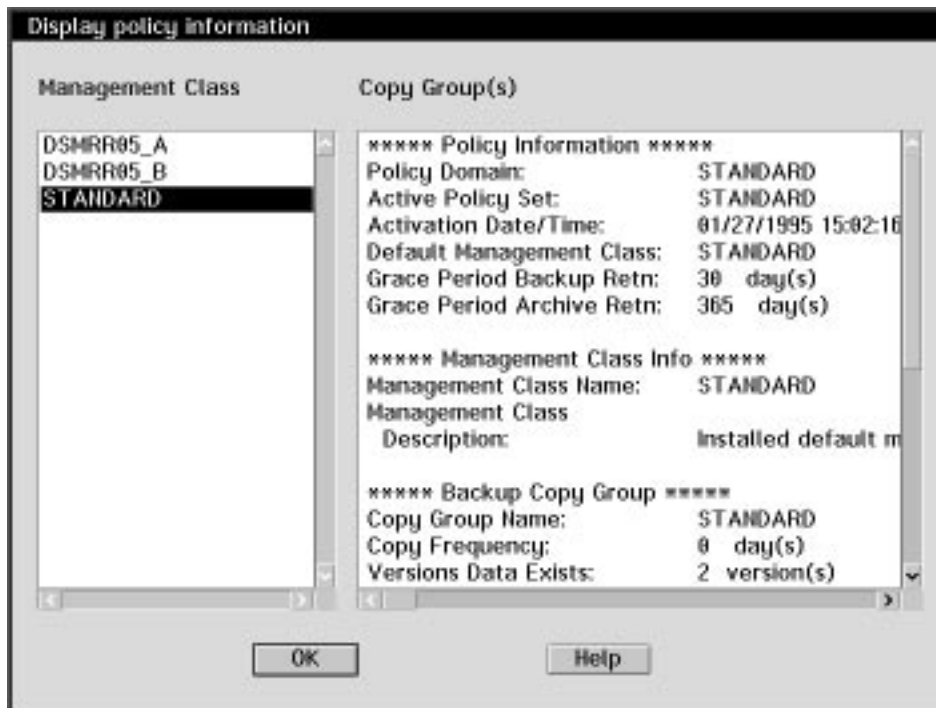 Display policy information
Management Class
DSMRR05_A
DSMRR05_B
STANDARD
Copy Group(s)
***** Policy Information *****
Policy Domain: STANDARD
Active Policy Set: STANDARD
Activation Date/Time: 01/27/1995 15:02:16
Default Management Class: STANDARD
Grace Period Backup Retn: 30 day(s)
Grace Period Archive Retn: 365 day(s)
***** Management Class Info *****
Management Class Name: STANDARD
Management Class
Description: Installed default m
***** Backup Copy Group *****
Copy Group Name: STANDARD
Copy Frequency: 0 day(s)
Versions Data Exists: 2 version(s)
OK
Help